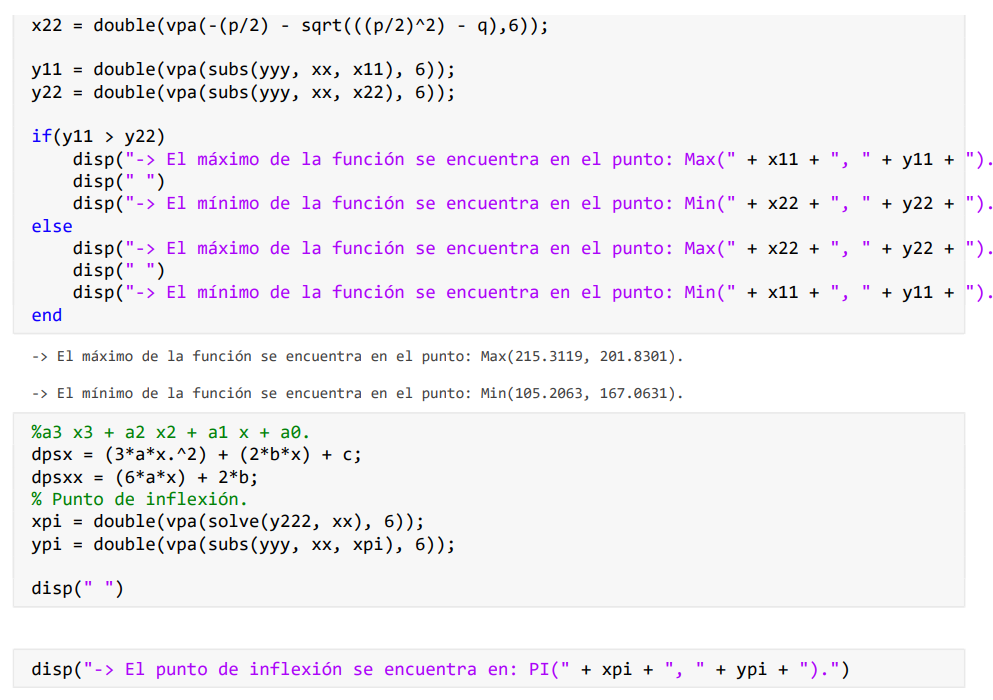 x22 = double(vpa(-(p/2) - sqrt(((p/2)^2) - q),6));
y11 = double(vpa(subs(yyy, xx, x11), 6));
y22 = double(vpa(subs(yyy, xx, x22), 6));
if(y11 > y22)
disp("-> El máximo de la función se encuentra en el punto: Max(" + x11 + ", " + y11 + ").
disp(" ")
disp("-> El mínimo de la función se encuentra en el punto: Min(" + x22 + ", " + y22 + ").
else
disp("-> El máximo de la función se encuentra en el punto: Max(" + x22 + ", " + y22 + ").
disp(" ")
disp("-> El mínimo de la función se encuentra en el punto: Min(" + x11 + ", " + y11 + ").
end
-> El máximo de la función se encuentra en el punto: Max(215.3119, 201.8301).
-> El mínimo de la función se encuentra en el punto: Min(105.2063, 167.0631).
%a3 x3 + a2 x2 + a1 x + a0.
dpsx = (3*a*x.^2) + (2*b*x) + c;
dpsxx = (6*a*x) + 2*b;
% Punto de inflexión.
xpi = double(vpa(solve(y222, xx), 6));
ypi = double(vpa(subs(yyy, xx, xpi), 6));
disp(" ")
disp("-> El punto de inflexión se encuentra en: PI(" + xpi + ", " + ypi + ").")